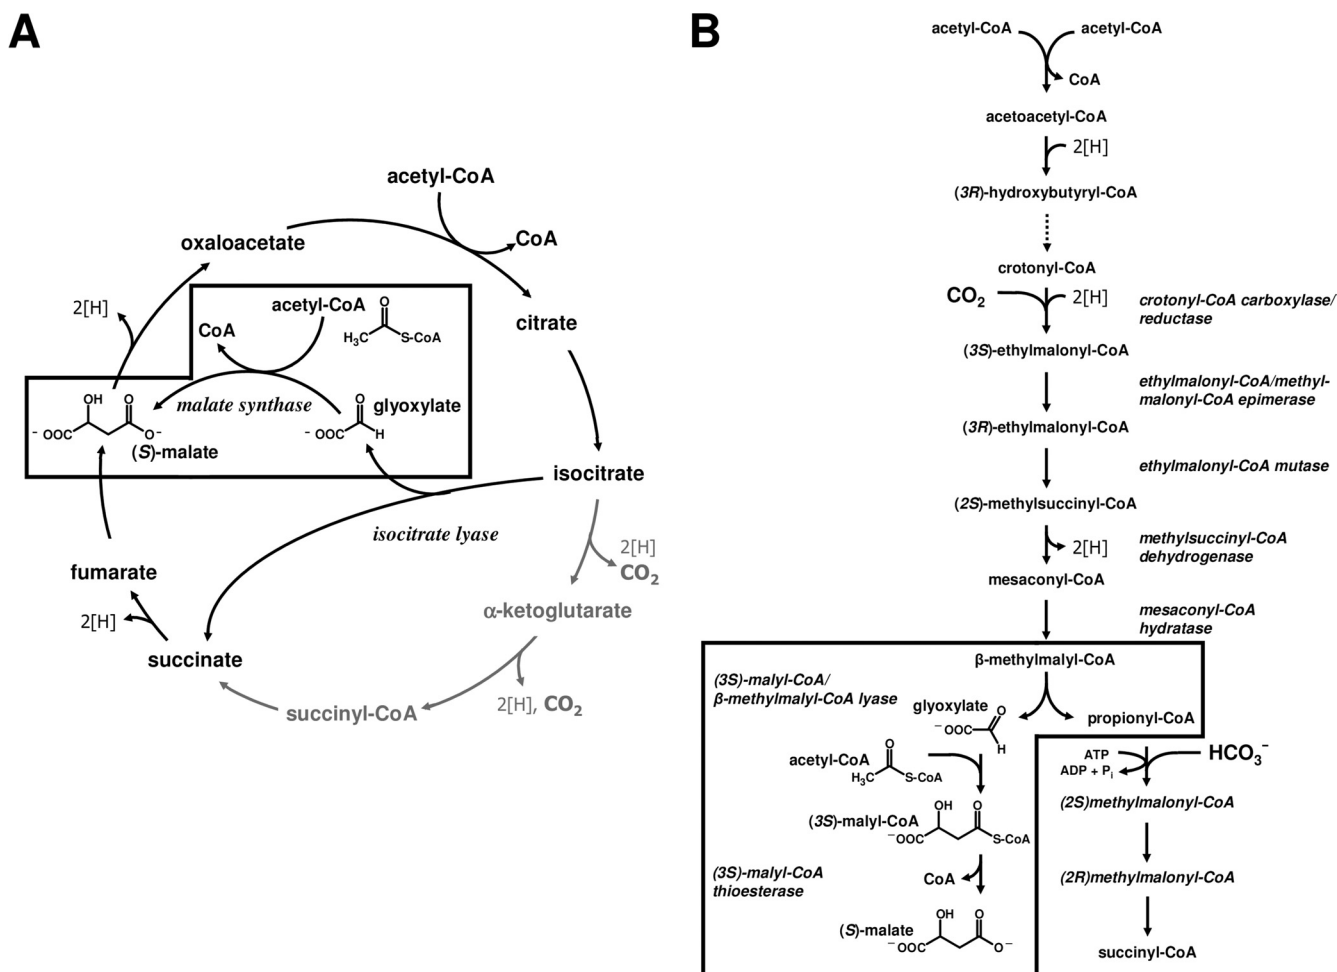 A
acetyl-CoA
oxaloacetate
CoA
2[H]
acetyl-CoA
O
H₃C
S-CoA
CoA
citrate
malate synthase
OH
O
⁻OOC
O⁻
(S)-malate
O
glyoxylate
⁻OOC
H
isocitrate
isocitrate lyase
2[H]
CO₂
fumarate
α-ketoglutarate
2[H]
succinate
2[H], CO₂
succinyl-CoA
B
acetyl-CoA
acetyl-CoA
CoA
acetoacetyl-CoA
2[H]
(3R)-hydroxybutyryl-CoA
crotonyl-CoA
CO₂
2[H]
crotonyl-CoA carboxylase/
reductase
(3S)-ethylmalonyl-CoA
ethylmalonyl-CoA/methyl-
malonyl-CoA epimerase
(3R)-ethylmalonyl-CoA
ethylmalonyl-CoA mutase
(2S)-methylsuccinyl-CoA
2[H]
methylsuccinyl-CoA
dehydrogenase
mesaconyl-CoA
mesaconyl-CoA
hydratase
β-methylmalyl-CoA
(3S)-malyl-CoA/
β-methylmalyl-CoA lyase
glyoxylate
O
⁻OOC
H
propionyl-CoA
acetyl-CoA
O
H₃C
S-CoA
ATP
ADP + Pᵢ
HCO₃⁻
(3S)-malyl-CoA
OH
O
⁻OOC
S-CoA
(2S)methylmalonyl-CoA
(3S)-malyl-CoA
thioesterase
CoA
(2R)methylmalonyl-CoA
(S)-malate
OH
O
⁻OOC
O⁻
succinyl-CoA